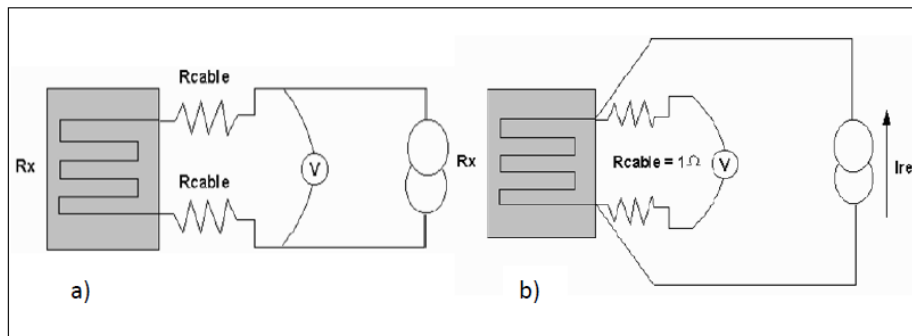 Rcable
Rx
Rcable
V
a)
Rx
Rcable = 1Ω
V
Ire
b)